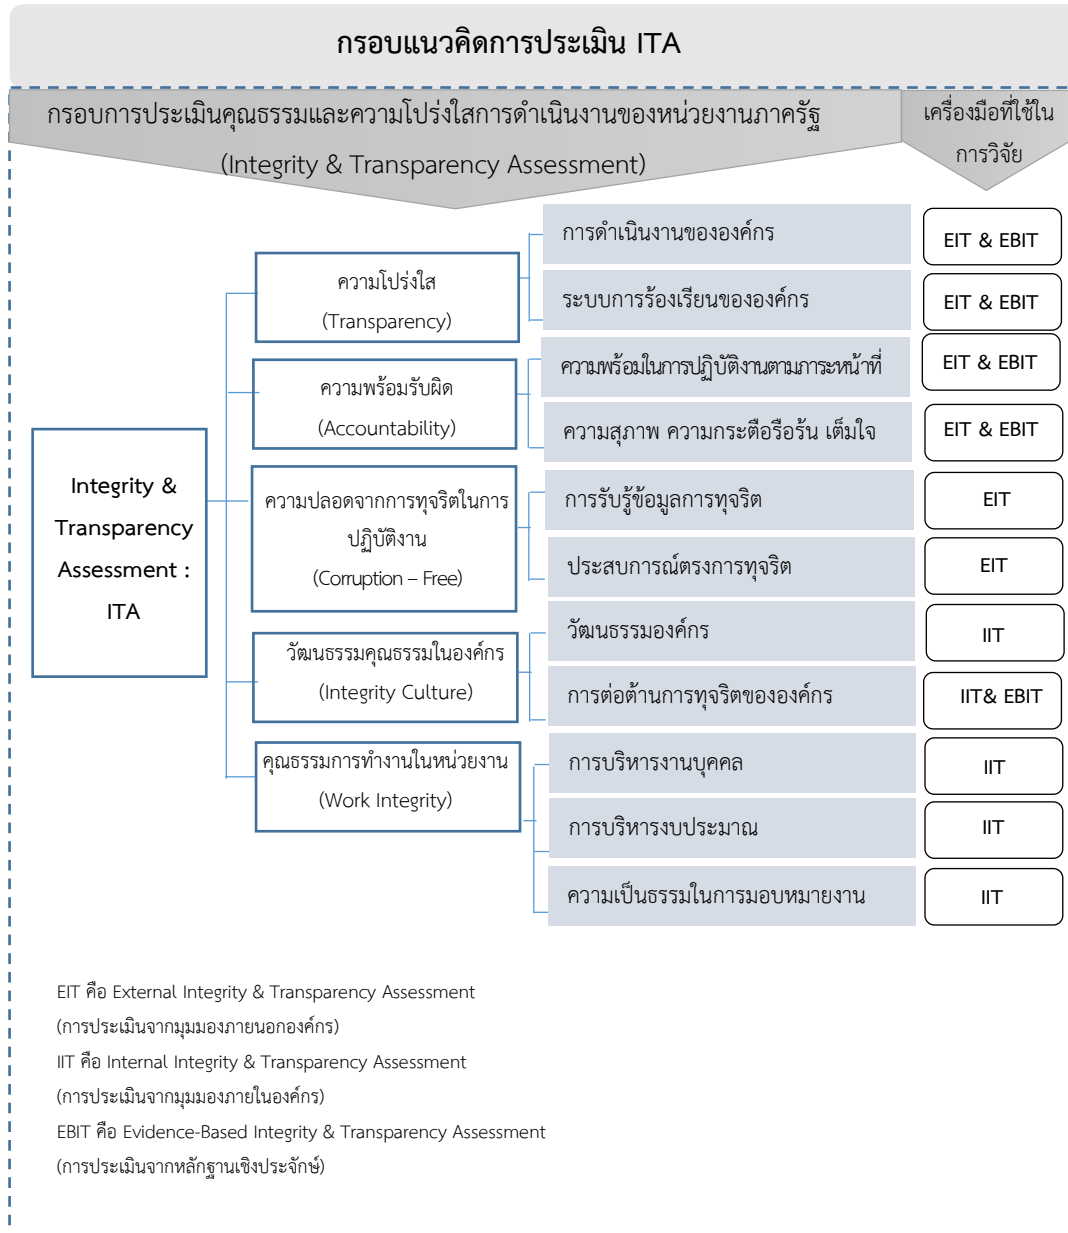 กรอบแนวคิดการประเมิน ITA
กรอบการประเมินคุณธรรมและความโปร่งใสการดำเนินงานของหน่วยงานภาครัฐ
(Integrity & Transparency Assessment)
เครื่องมือที่ใช้ใน
การวิจัย
Integrity &
Transparency
Assessment :
ITA
ความโปร่งใส
(Transparency)
การดำเนินงานขององค์กร
EIT & EBIT
ระบบการร้องเรียนขององค์กร
EIT & EBIT
ความพร้อมรับผิด
(Accountability)
ความพร้อมในการปฏิบัติงานตามภาระหน้าที่
EIT & EBIT
ความสุภาพ ความกระตือรือร้น เต็มใจ
EIT & EBIT
ความปลอดจากการทุจริตในการ
ปฏิบัติงาน
(Corruption – Free)
การรับรู้ข้อมูลการทุจริต
EIT
ประสบการณ์ตรงการทุจริต
EIT
วัฒนธรรมคุณธรรมในองค์กร
(Integrity Culture)
วัฒนธรรมองค์กร
IIT
การต่อต้านการทุจริตขององค์กร
IIT& EBIT
คุณธรรมการทำงานในหน่วยงาน
(Work Integrity)
การบริหารงานบุคคล
IIT
การบริหารงบประมาณ
IIT
ความเป็นธรรมในการมอบหมายงาน
IIT
EIT คือ External Integrity & Transparency Assessment
(การประเมินจากมุมมองภายนอกองค์กร)
IIT คือ Internal Integrity & Transparency Assessment
(การประเมินจากมุมมองภายในองค์กร)
EBIT คือ Evidence-Based Integrity & Transparency Assessment
(การประเมินจากหลักฐานเชิงประจักษ์)